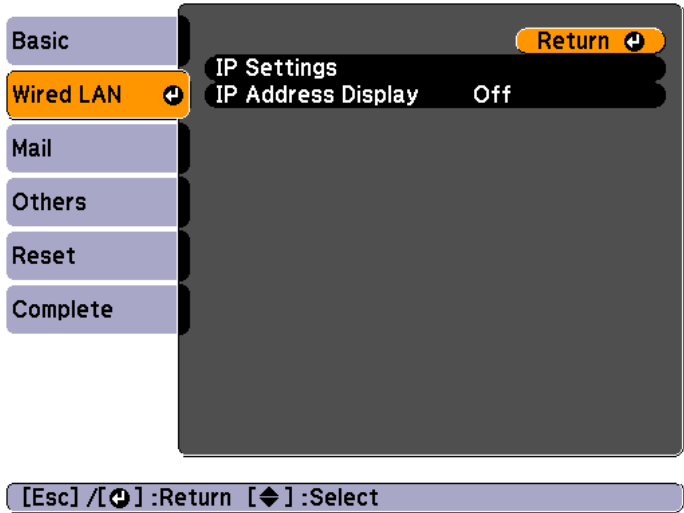 Basic
Wired LAN
Mail
Others
Reset
Complete
Return
IP Settings
IP Address Display Off
[Esc] /[⏎] :Return [◆] :Select